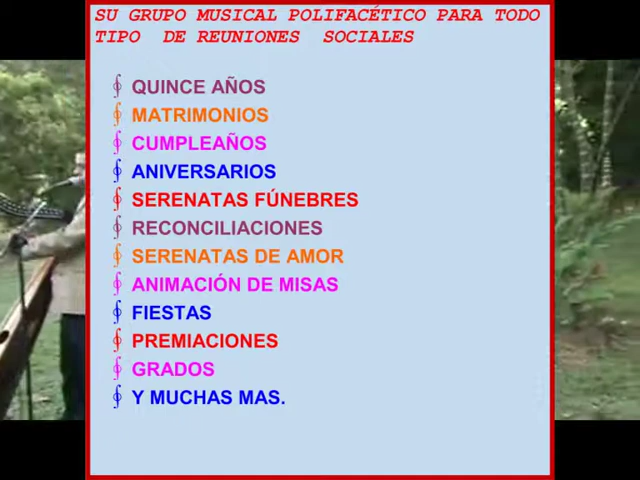 SU GRUPO MUSICAL POLIFACÉTICO PARA TODO
TIPO DE REUNIONES SOCIALES
QUINCE AÑOS
MATRIMONIOS
CUMPLEAÑOS
ANIVERSARIOS
SERENATAS FÚNEBRES
RECONCILIACIONES
SERENATAS DE AMOR
ANIMACIÓN DE MISAS
FIESTAS
PREMIACIONES
GRADOS
Y MUCHAS MAS.